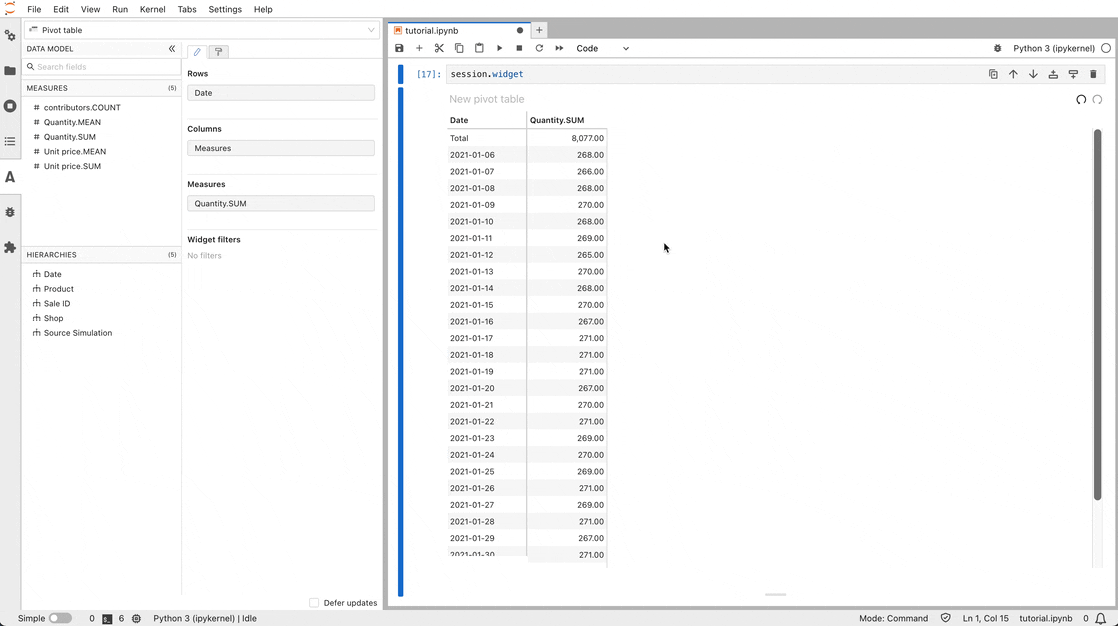 File Edit View Run Kernel Tabs Settings Help
Pivot table
DATA MODEL
Search fields
MEASURES (5)
# contributors.COUNT
# Quantity.MEAN
# Quantity.SUM
# Unit price.MEAN
# Unit price.SUM
HIERARCHIES (5)
Date
Product
Sale ID
Shop
Source Simulation
Rows
Date
Columns
Measures
Measures
Quantity.SUM
Widget filters
No filters
Defer updates
tutorial.ipynb
Code
Python 3 (ipykernel)
[17]: session.widget
New pivot table
Date Quantity.SUM
Total 8,077.00
2021-01-06 268.00
2021-01-07 266.00
2021-01-08 268.00
2021-01-09 270.00
2021-01-10 268.00
2021-01-11 269.00
2021-01-12 265.00
2021-01-13 270.00
2021-01-14 268.00
2021-01-15 270.00
2021-01-16 267.00
2021-01-17 271.00
2021-01-18 271.00
2021-01-19 271.00
2021-01-20 267.00
2021-01-21 270.00
2021-01-22 271.00
2021-01-23 269.00
2021-01-24 270.00
2021-01-25 269.00
2021-01-26 271.00
2021-01-27 269.00
2021-01-28 271.00
2021-01-29 267.00
2021-01-30 271.00
Simple 0 6 Python 3 (ipykernel) | Idle Mode: Command Ln 1, Col 15 tutorial.ipynb 0